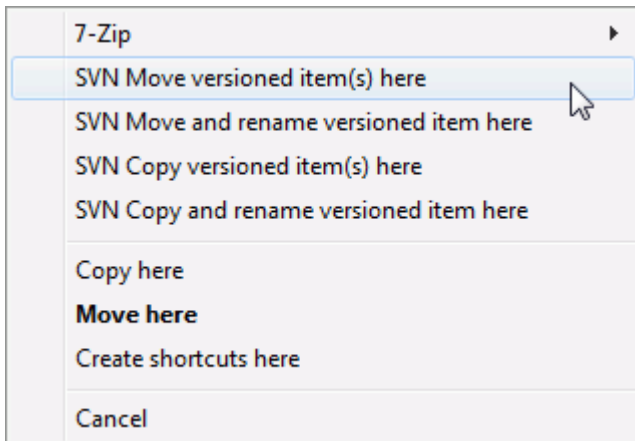 7-Zip
SVN Move versioned item(s) here
SVN Move and rename versioned item here
SVN Copy versioned item(s) here
SVN Copy and rename versioned item here
Copy here
Move here
Create shortcuts here
Cancel